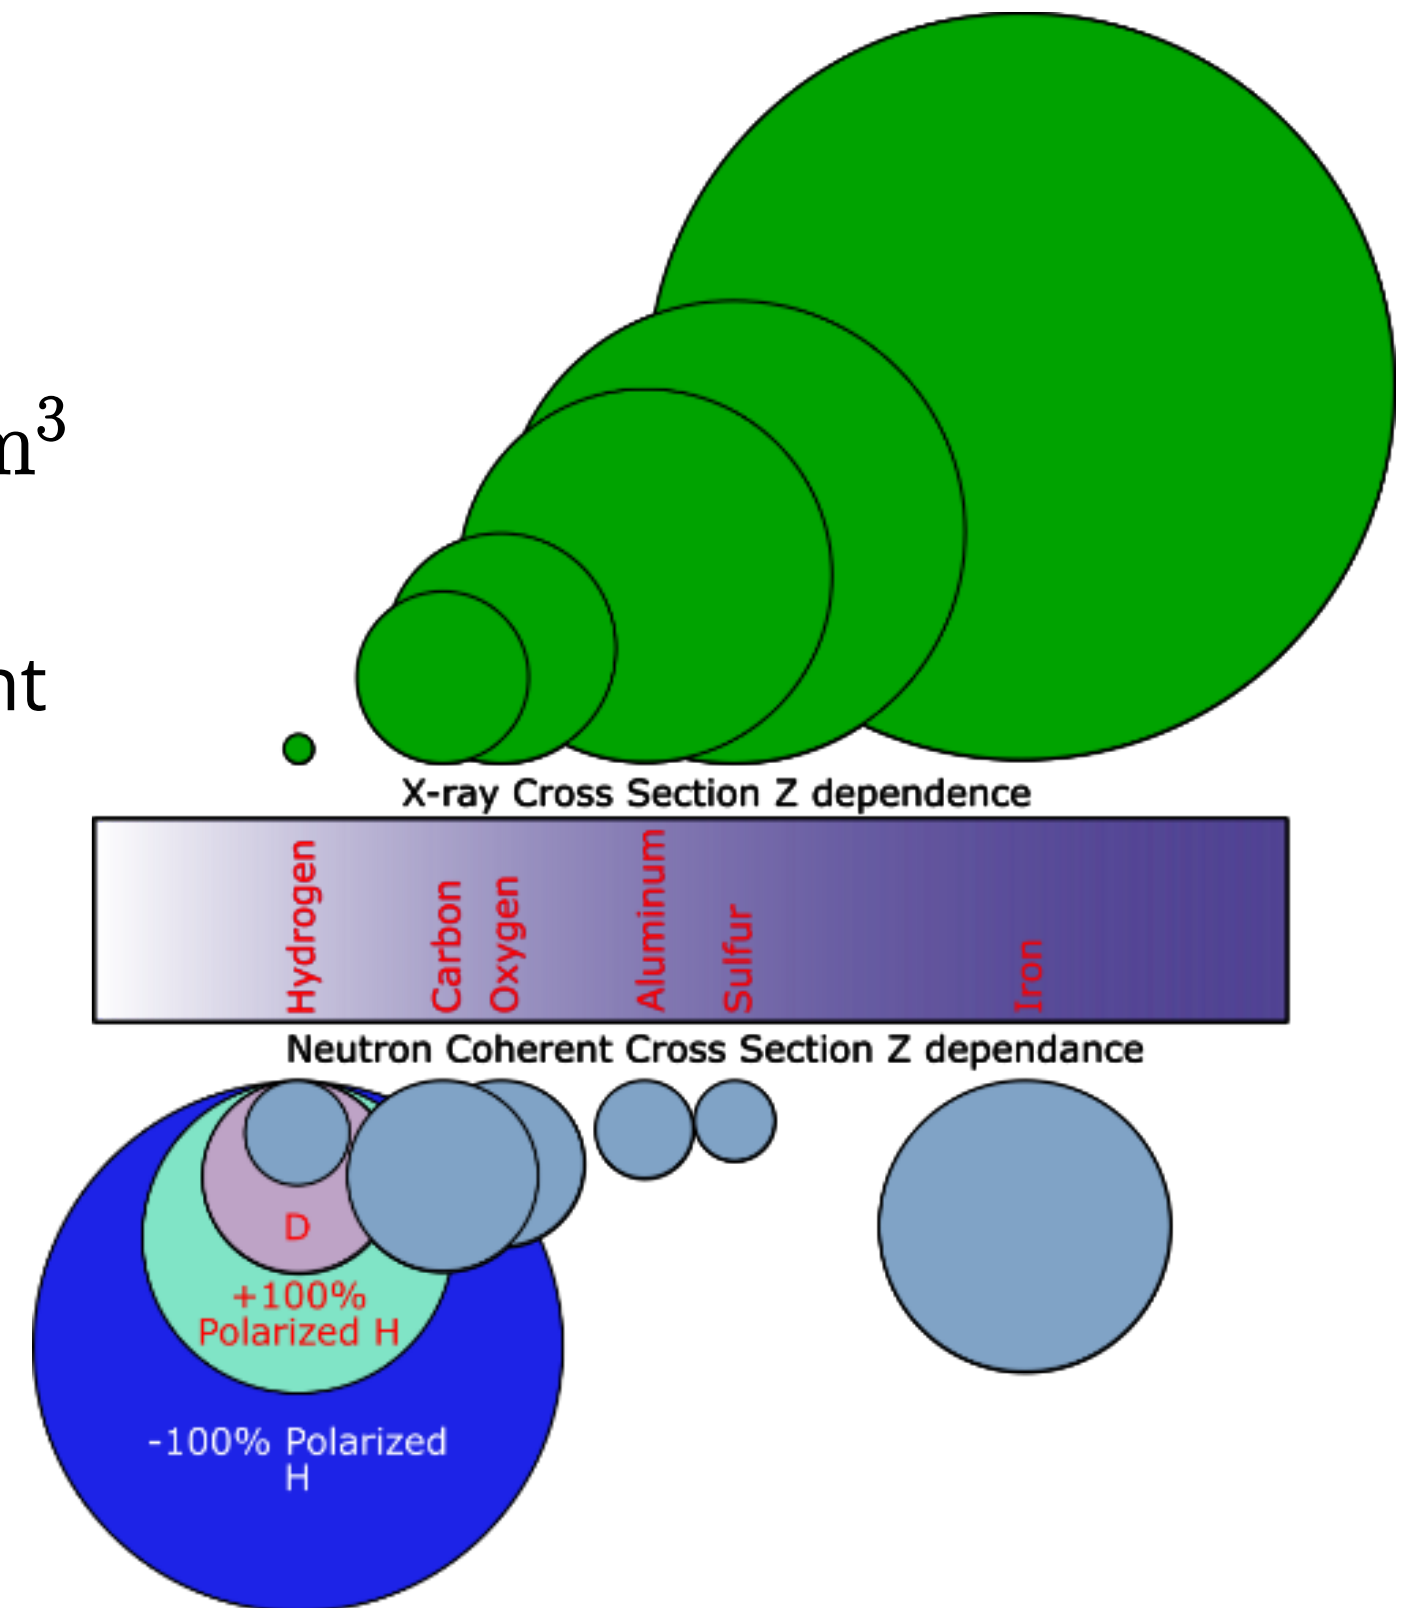 m³
nt
X-ray Cross Section Z dependence
Hydrogen
Carbon
Oxygen
Aluminum
Sulfur
Iron
Neutron Coherent Cross Section Z dependance
D
+100%
Polarized H
-100% Polarized
H